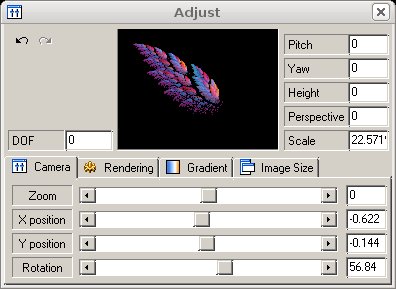 Adjust
Pitch 0
Yaw 0
Height 0
Perspective 0
DOF 0
Scale 22.571
Camera Rendering Gradient Image Size
Zoom 0
X position -0.622
Y position -0.144
Rotation 56.84